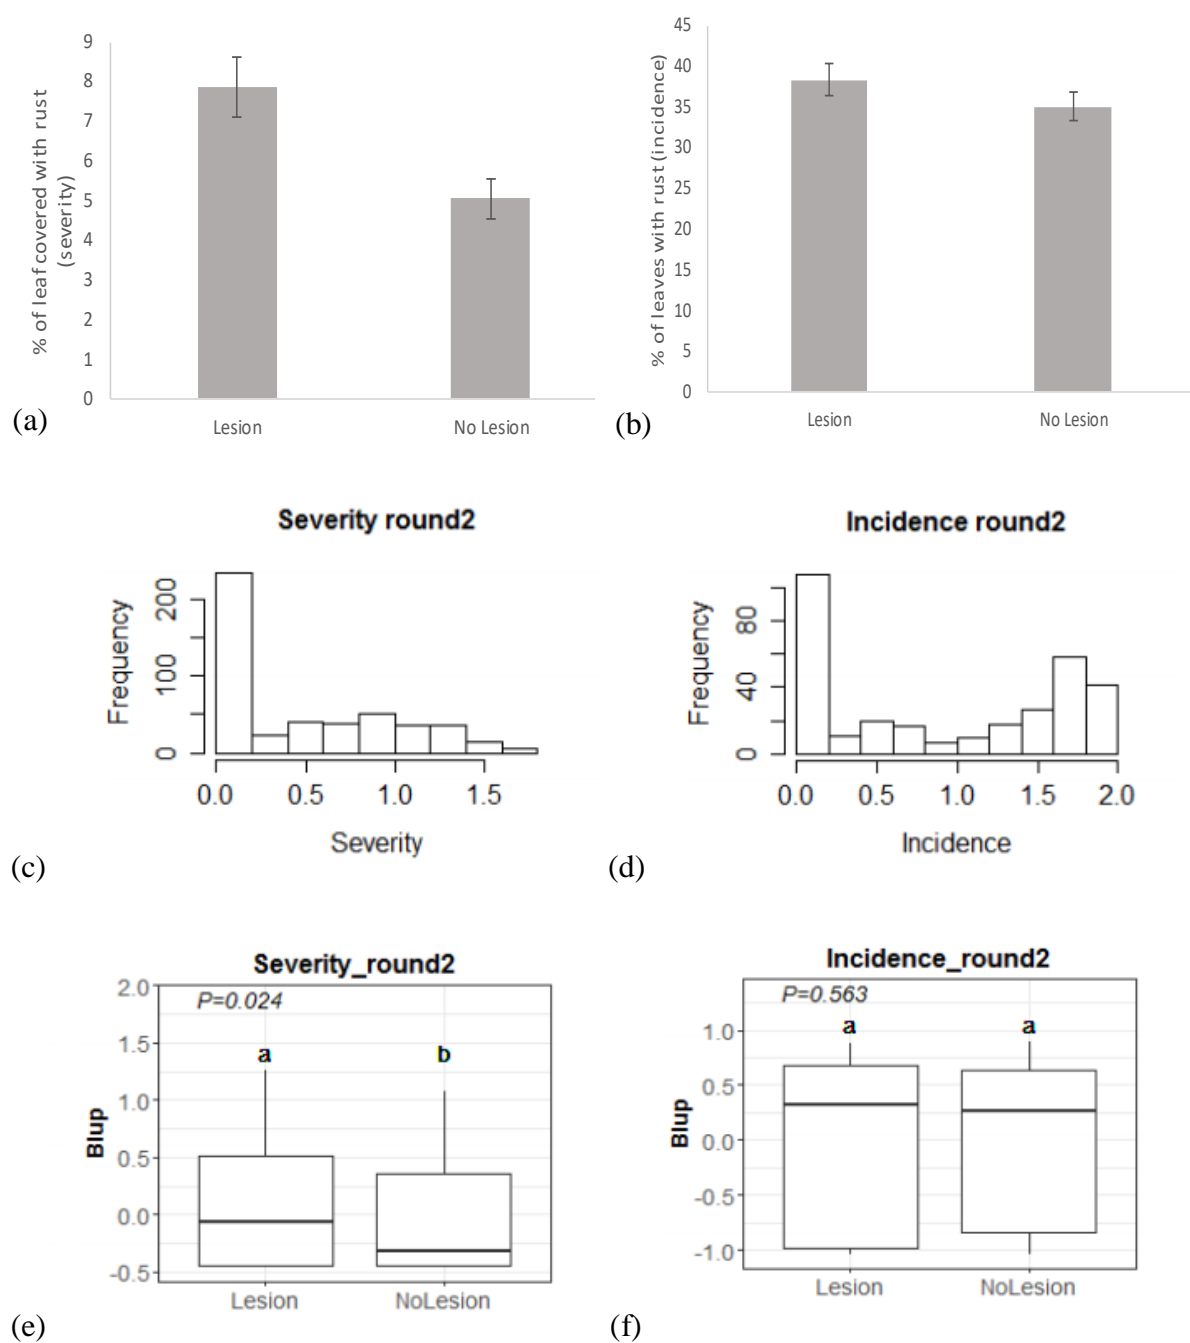 % of leaf covered with rust
(severity)
9
8
7
6
5
4
3
2
1
0
Lesion
No Lesion
(a)
% of leaves with rust (incidence)
45
40
35
30
25
20
15
10
5
0
Lesion
No Lesion
(b)
Severity round2
Frequency
200
100
0
0.0
0.5
1.0
1.5
Severity
(c)
Incidence round2
Frequency
80
40
0
0.0
0.5
1.0
1.5
2.0
Incidence
(d)
Severity_round2
P=0.024
a
b
Blup
2.0
1.5
1.0
0.5
0.0
-0.5
Lesion
NoLesion
(e)
Incidence_round2
P=0.563
a
a
Blup
1.0
0.5
0.0
-0.5
-1.0
Lesion
NoLesion
(f)